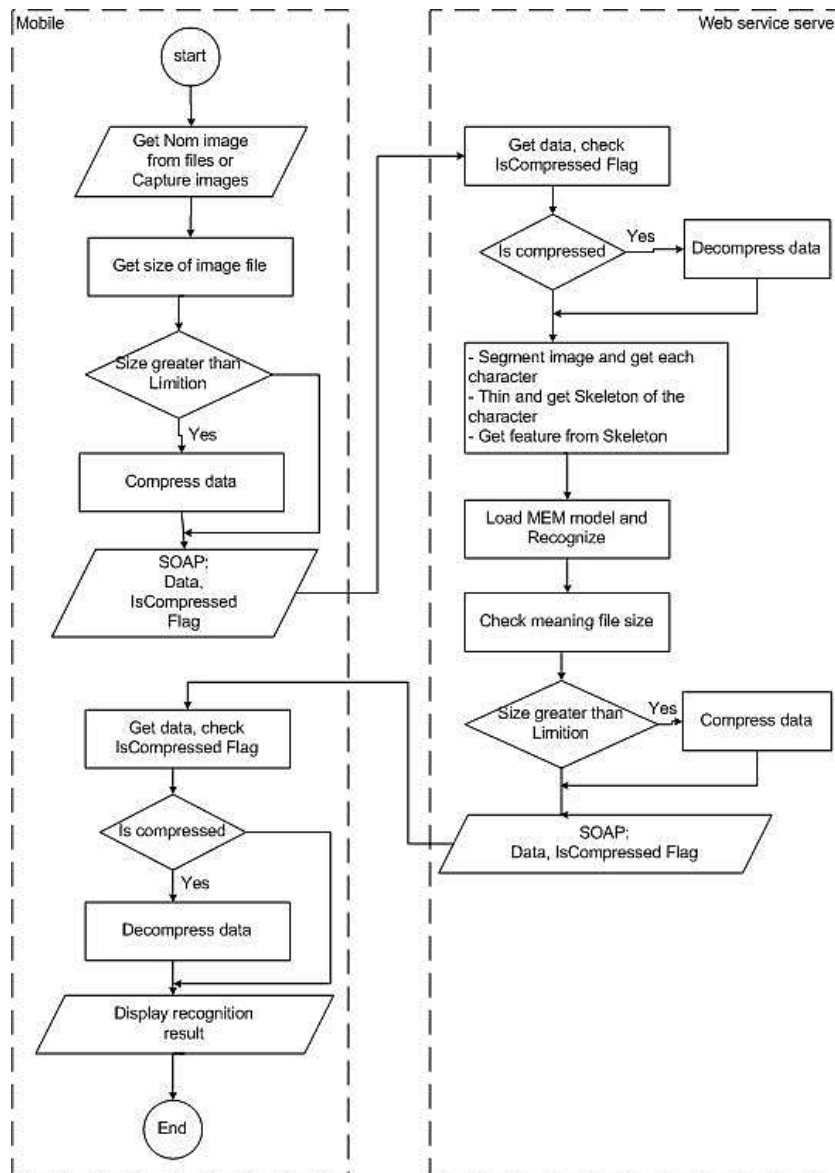 Mobile
start
Get Nom image
from files or
Capture images
Get size of image file
Size greater than
Limition
Yes
Compress data
SOAP:
Data,
IsCompressed
Flag
Web service serve
Get data, check
IsCompressed Flag
Is compressed
Yes
Decompress data
- Segment image and get each
character
- Thin and get Skeleton of the
character
- Get feature from Skeleton
Load MEM model and
Recognize
Check meaning file size
Size greater than
Limition
Yes
Compress data
SOAP:
Data, IsCompressed Flag
Get data, check
IsCompressed Flag
Is compressed
Yes
Decompress data
Display recognition
result
End